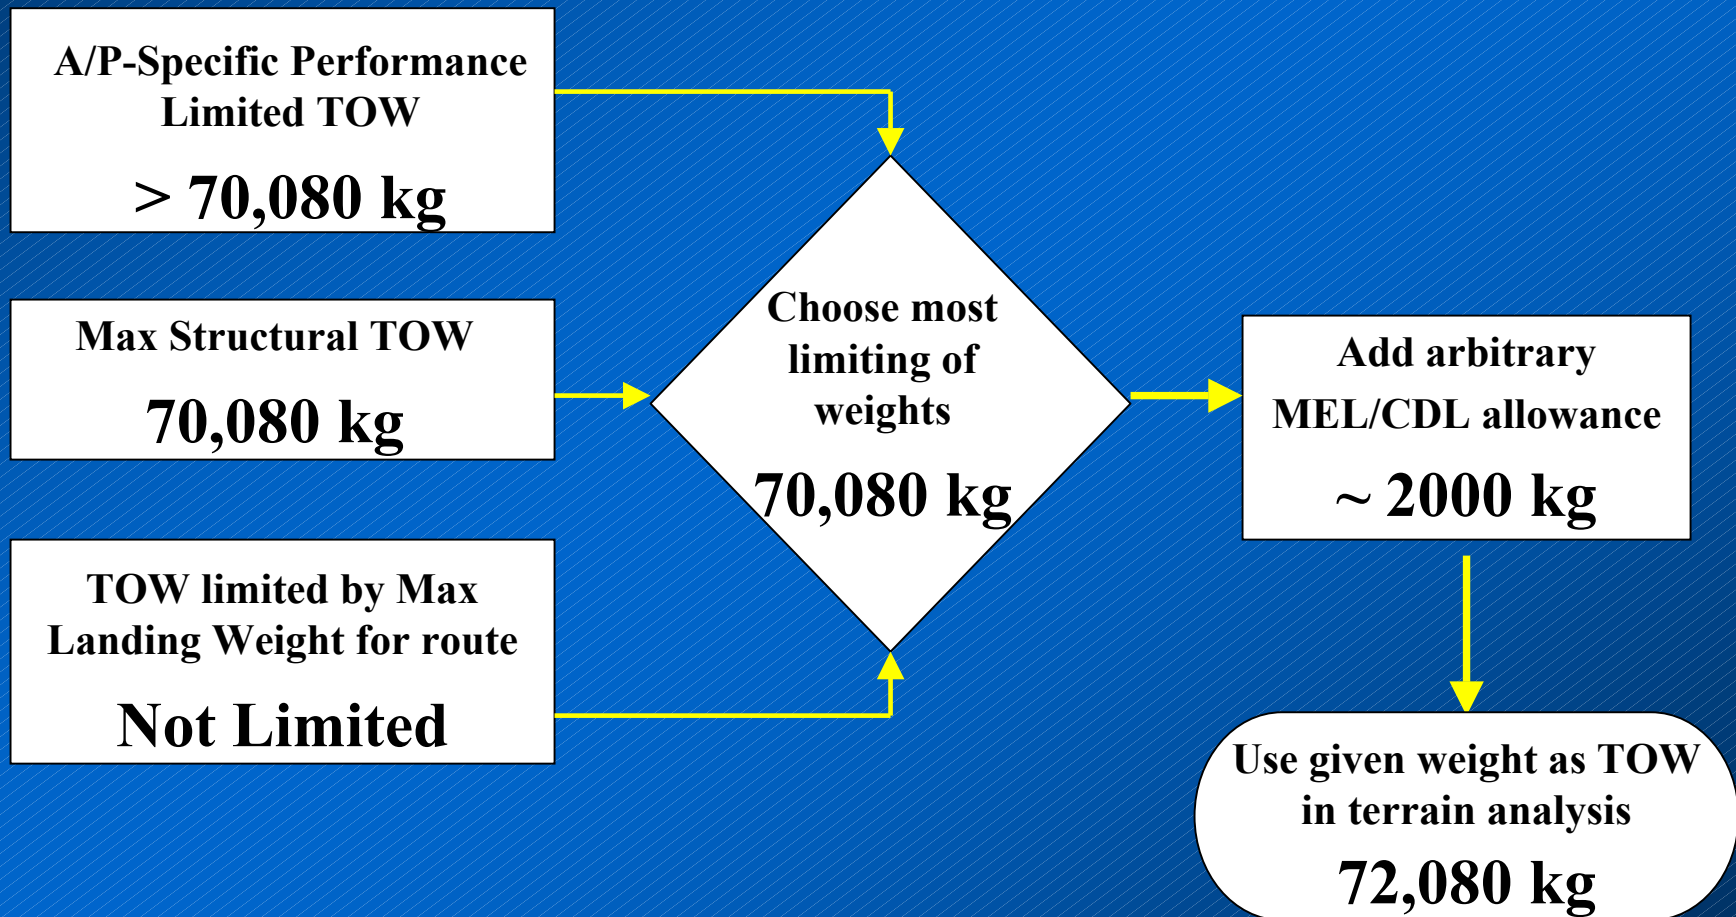 A/P-Specific Performance
Limited TOW
> 70,080 kg
Max Structural TOW
70,080 kg
TOW limited by Max
Landing Weight for route
Not Limited
Choose most
limiting of
weights
70,080 kg
Add arbitrary
MEL/CDL allowance
~ 2000 kg
Use given weight as TOW
in terrain analysis
72,080 kg